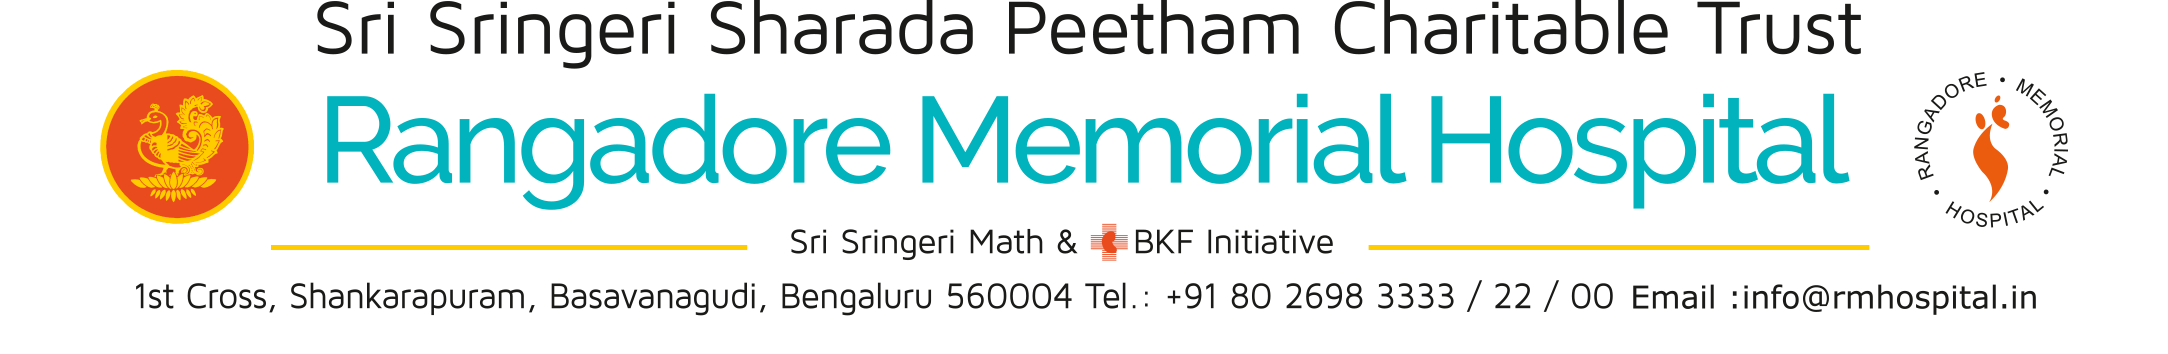 Sri Sringeri Sharada Peetham Charitable Trust
Rangadore Memorial Hospital
RANGADORE • MEMORIAL • HOSPITAL •
Sri Sringeri Math & BKF Initiative
1st Cross, Shankarapuram, Basavanagudi, Bengaluru 560004 Tel.: +91 80 2698 3333 / 22 / 00 Email :info@rmhospital.in